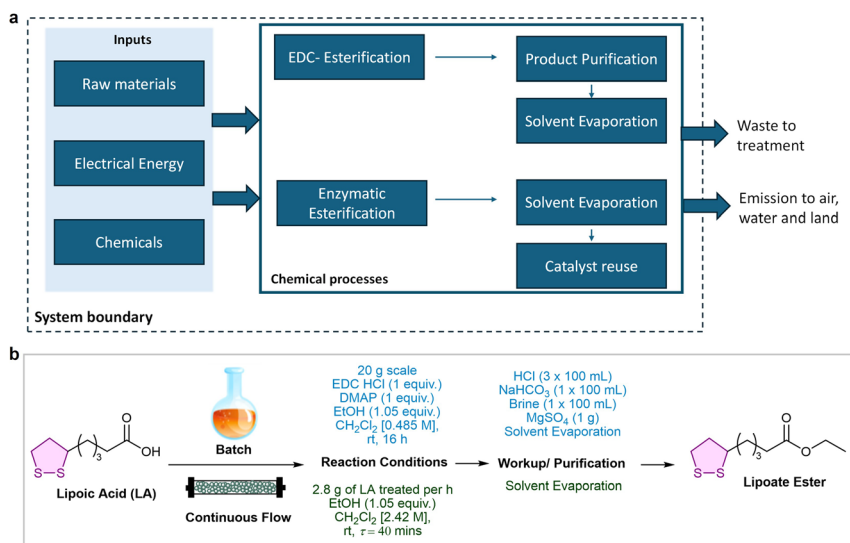 a
Inputs
Raw materials
Electrical Energy
Chemicals
EDC- Esterification
Product Purification
Solvent Evaporation
Enzymatic
Esterification
Solvent Evaporation
Catalyst reuse
Chemical processes
System boundary
Waste to
treatment
Emission to air,
water and land
b
S
S
3
O
OH
Lipoic Acid (LA)
Batch
Continuous Flow
20 g scale
EDC HCl (1 equiv.)
DMAP (1 equiv.)
EtOH (1.05 equiv.)
CH₂Cl₂ [0.485 M],
rt, 16 h
Reaction Conditions
2.8 g of LA treated per h
EtOH (1.05 equiv.)
CH₂Cl₂ [2.42 M],
rt, τ = 40 mins
HCl (3 x 100 mL)
NaHCO₃ (1 x 100 mL)
Brine (1 x 100 mL)
MgSO₄ (1 g)
Solvent Evaporation
Workup/ Purification
Solvent Evaporation
S
S
3
O
O
Lipoate Ester